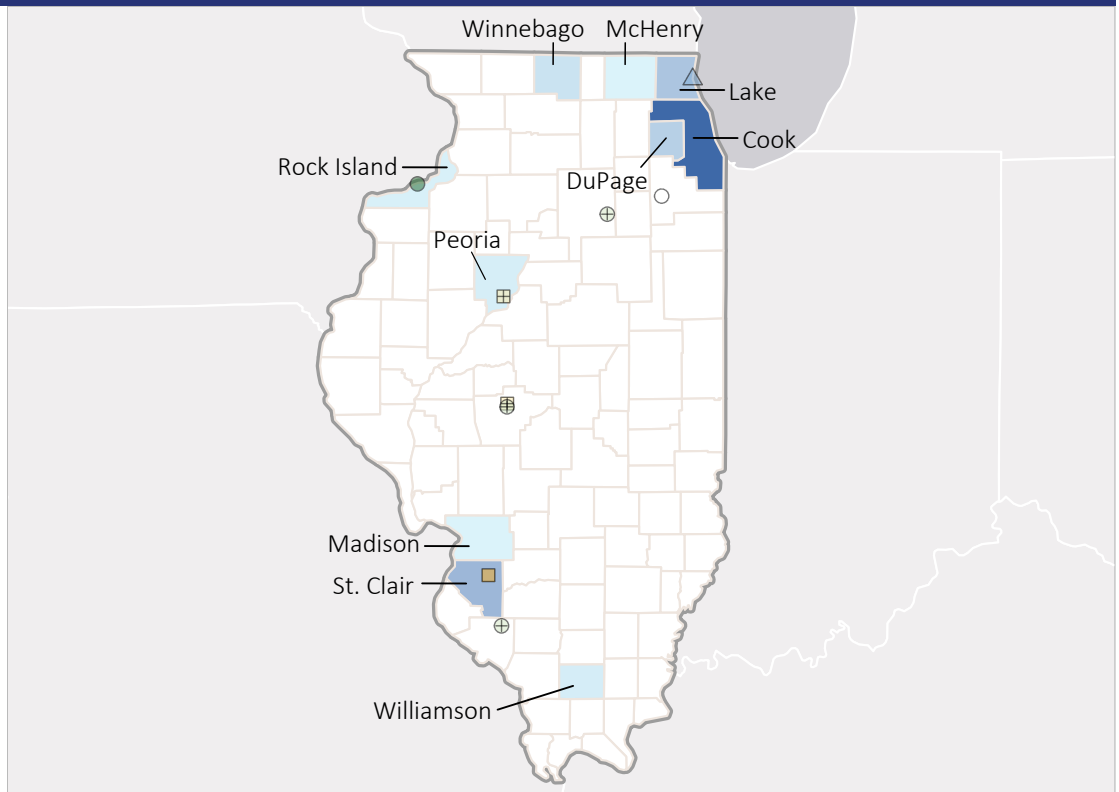 Winnebago
McHenry
Lake
Cook
Rock Island
DuPage
Peoria
Madison
St. Clair
Williamson